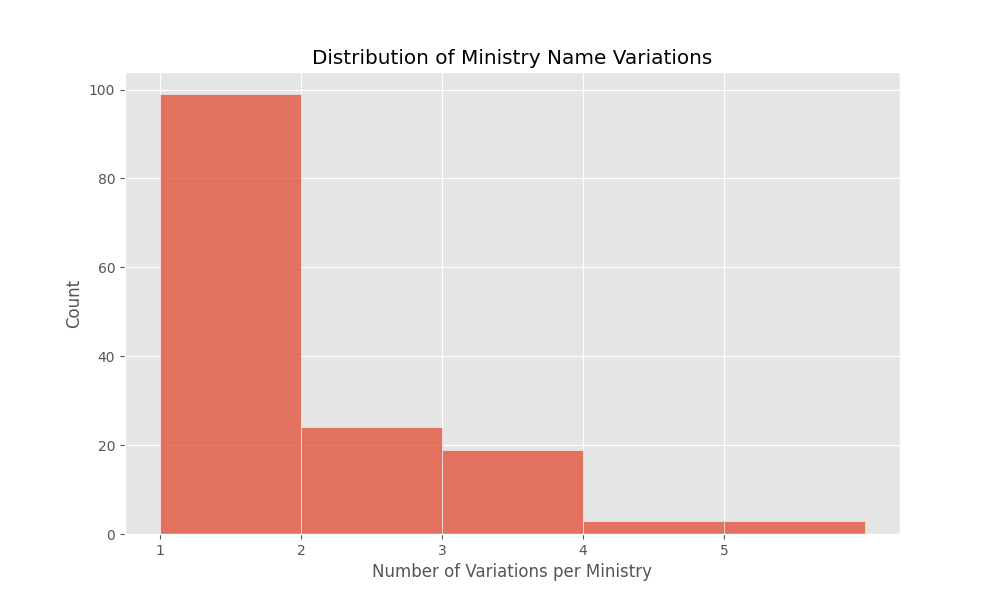 Distribution of Ministry Name Variations
100
80
60
40
20
0
Count
1 2 3 4 5
Number of Variations per Ministry